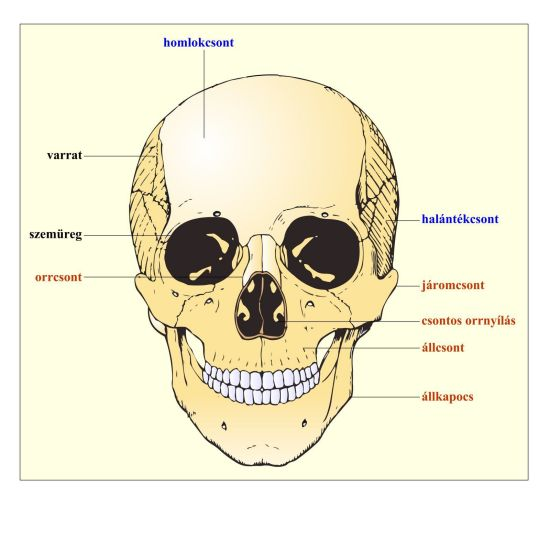 homlokcsont
varrat
halántékcsont
szemüreg
orrcsont
járomcsont
csontos orrnyílás
állcsont
állkapocs